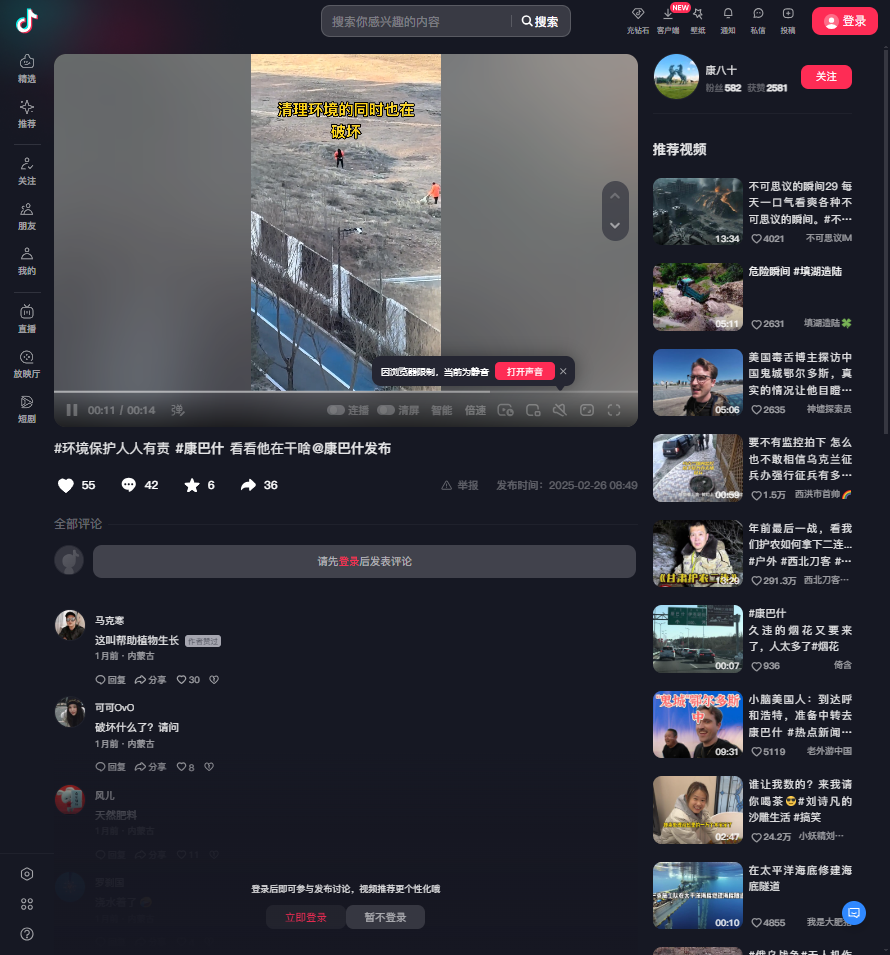 搜索你感兴趣的内容
搜索
充钻石
客户端
NEW
壁纸
通知
私信
投稿
登录
精选
推荐
关注
朋友
我的
直播
放映厅
短剧
清理环境的同时也在
破坏
因浏览器限制，当前为静音
打开声音
00:11 / 00:14
弹
连播
清屏
智能
倍速
#环境保护人人有责 #康巴什 看看他在干啥@康巴什发布
55
42
6
36
举报
发布时间：2025-02-26 08:49
全部评论
请先登录后发表评论
马克寒
这叫帮助植物生长 作者赞过
1月前 · 内蒙古
回复
分享
30
可可OvO
破坏什么了？请问
1月前 · 内蒙古
回复
分享
8
风儿
天然肥料
1月前 · 内蒙古
回复
分享
登录后即可参与发布讨论，视频推荐更个性化哦
立即登录
暂不登录
康八十
粉丝582 获赞2581
关注
推荐视频
不可思议的瞬间29 每
天一口气看爽各种不
可思议的瞬间。#不…
13:34
4021
不可思议IM
危险瞬间 #填湖造陆
05:11
2631
填湖造陆🍀
美国毒舌博主探访中
国鬼城鄂尔多斯，真
实的情况让他目瞪…
05:06
2635
神墟探索员
要不有监控拍下 怎么
也不敢相信乌克兰征
兵办强行征兵有多…
00:59
1.5万
西洪市首帅🌈
年前最后一战，看我
们护农如何拿下二连...
#户外 #西北刀客 #…
291.3万
西北刀客…
#康巴什
久违的烟花又要来
了，人太多了#烟花
00:07
936
倚含
"鬼城"鄂尔多斯
中
小脑美国人：到达呼
和浩特，准备中转去
康巴什 #热点新闻…
09:31
5119
老外游中国
谁让我数的？来我请
你喝茶😎#刘诗凡的
沙雕生活 #搞笑
02:47
24.2万
小妖精刘…
在太平洋海底修建海
底隧道
00:10
4855
我是大肥